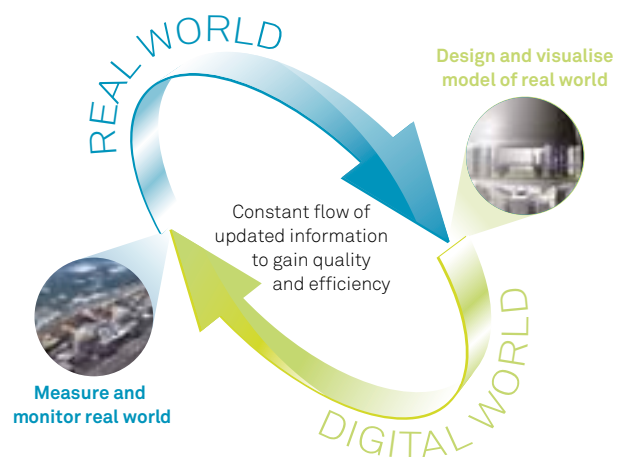 REAL WORLD
Design and visualise
model of real world
Constant flow of
updated information
to gain quality
and efficiency
Measure and
monitor real world
DIGITAL WORLD